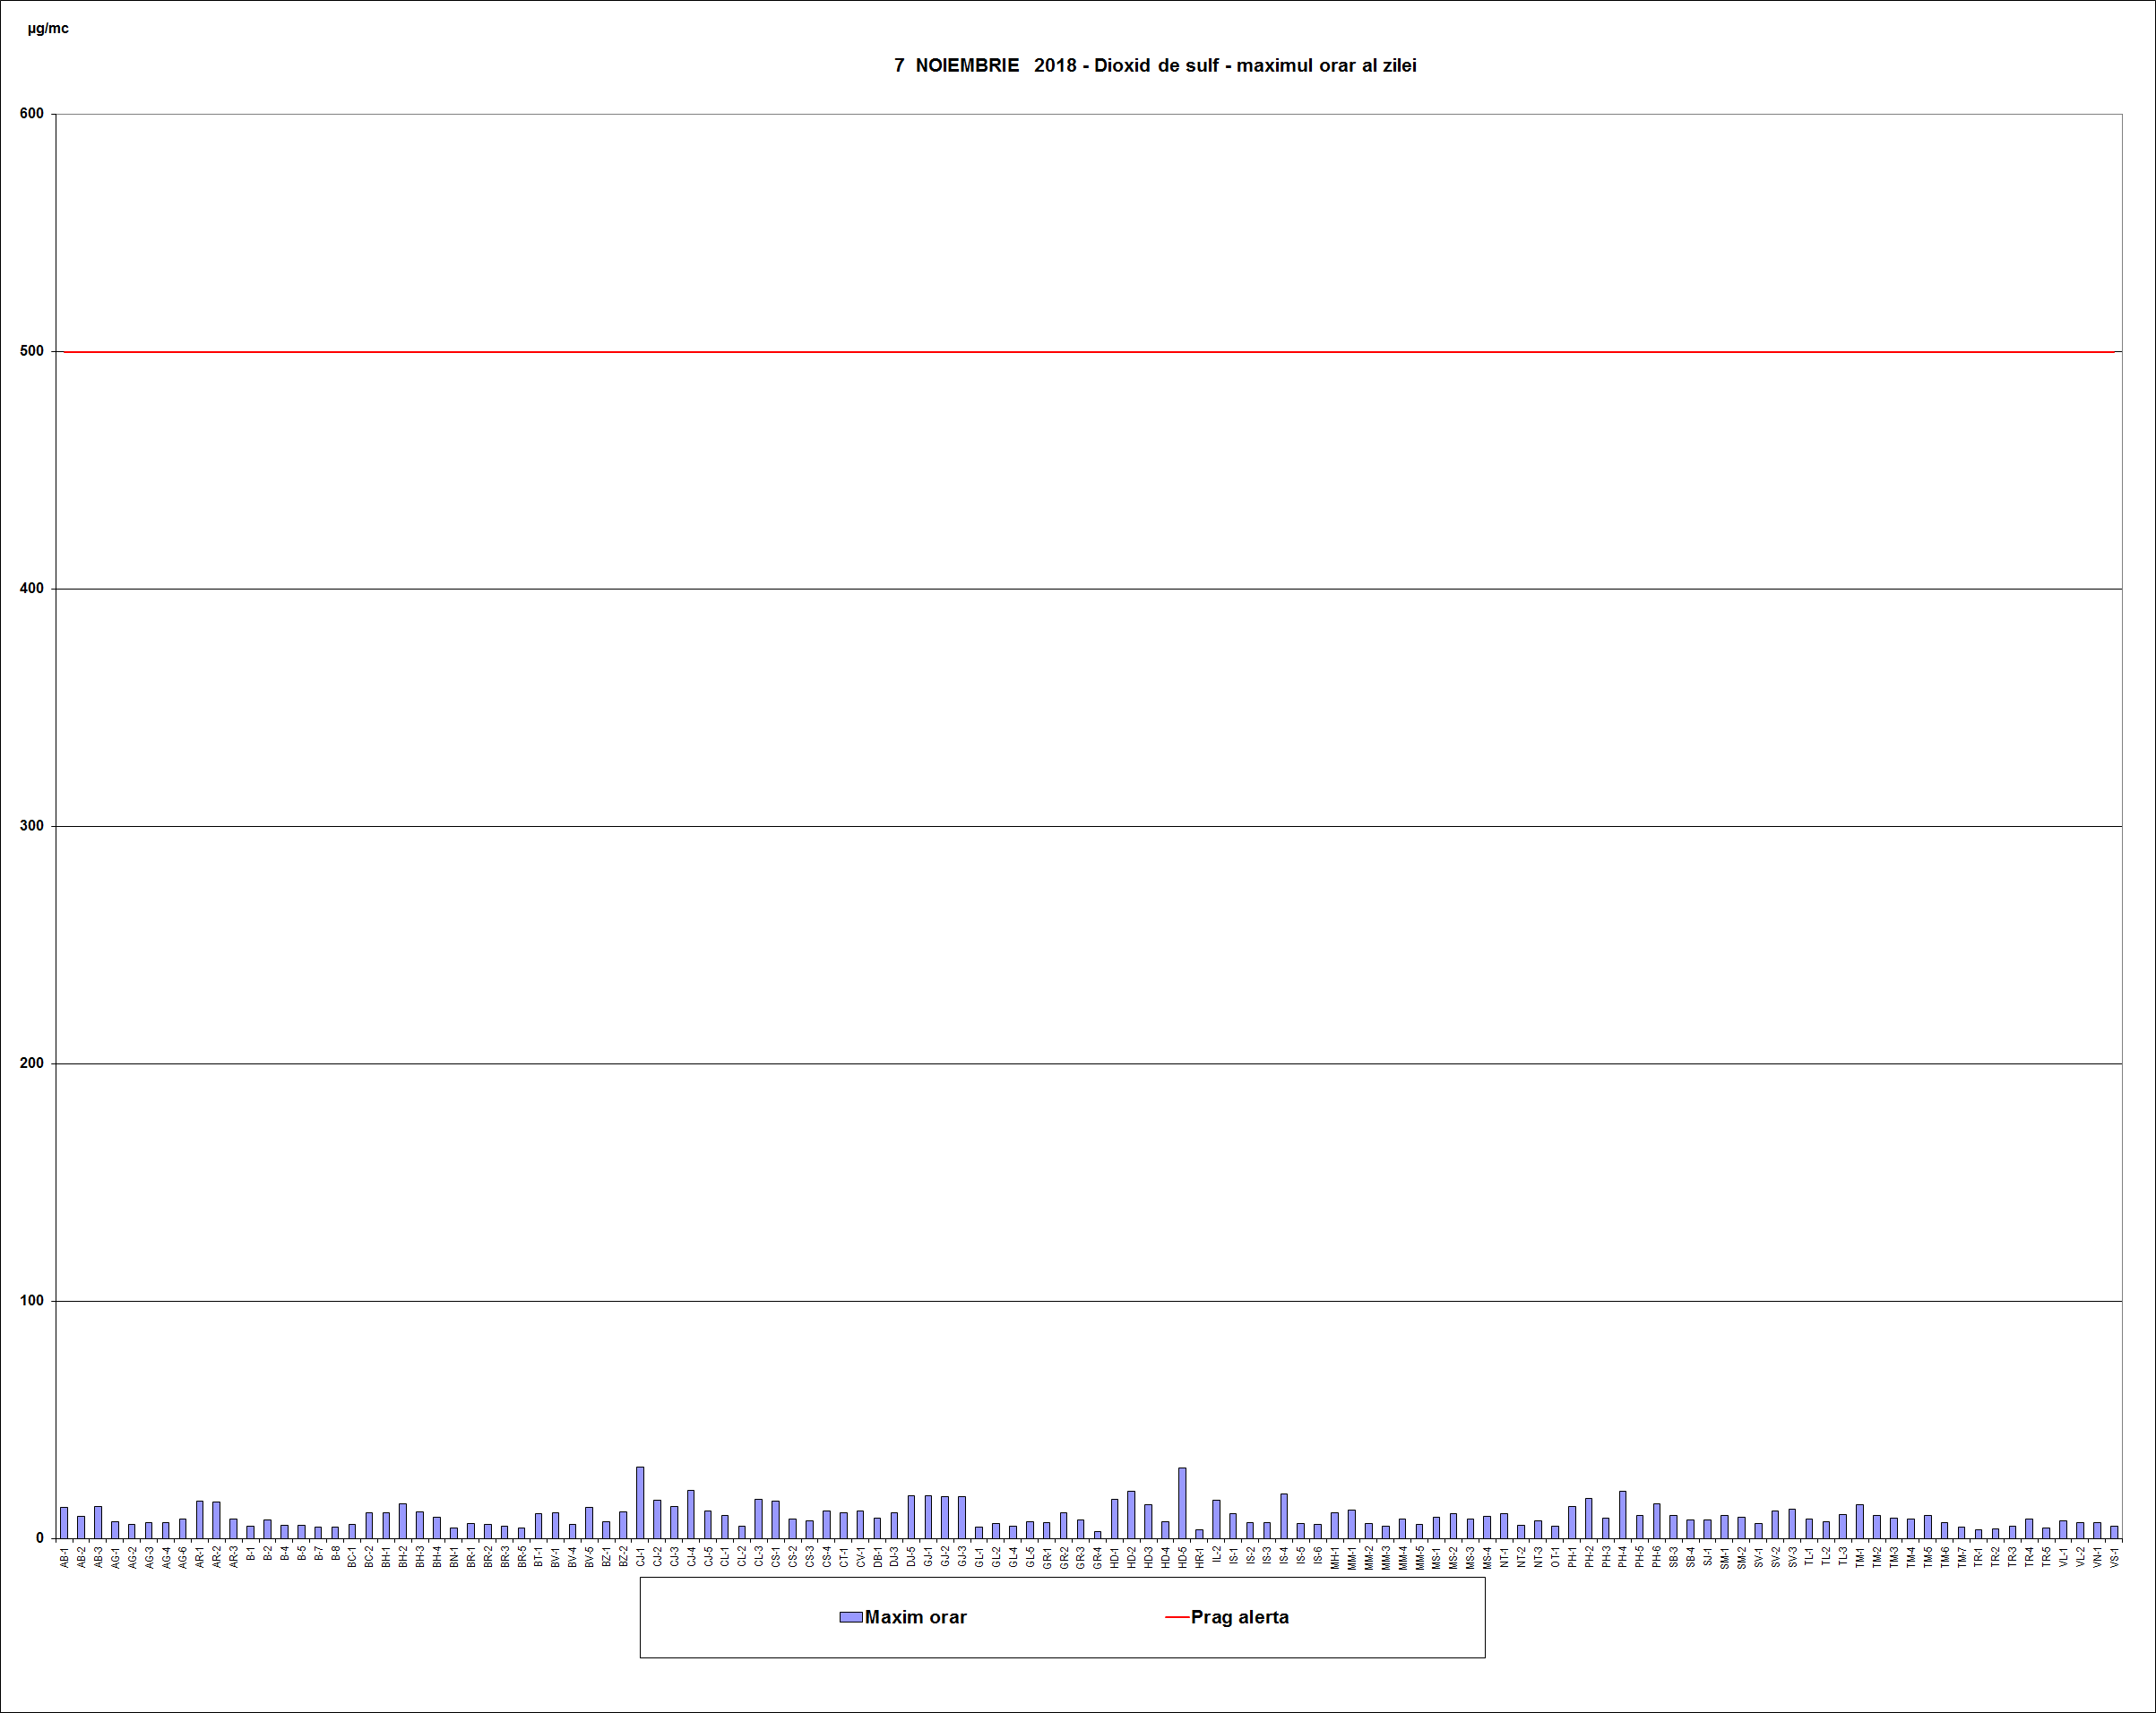 µg/mc
7 NOIEMBRIE 2018 - Dioxid de sulf - maximul orar al zilei
600
500
400
300
200
100
0
AB-1 AB-2 AB-3 AG-1 AG-2 AG-3 AG-4 AG-6 AR-1 AR-2 AR-3 B-1 B-2 B-4 B-5 B-7 B-8 BC-1 BC-2 BH-1 BH-2 BH-3 BH-4 BN-1 BR-1 BR-2 BR-3 BR-5 BT-1 BV-1 BV-4 BV-5 BZ-1 BZ-2 CJ-1 CJ-2 CJ-3 CJ-4 CJ-5 CL-1 CL-2 CL-3 CS-1 CS-2 CS-3 CS-4 CT-1 CV-1 DB-1 DJ-3 DJ-5 GJ-1 GJ-2 GJ-3 GL-1 GL-2 GL-4 GL-5 GR-1 GR-2 GR-3 GR-4 HD-1 HD-2 HD-3 HD-4 HD-5 HR-1 IL-2 IS-1 IS-2 IS-3 IS-4 IS-5 IS-6 MH-1 MM-1 MM-2 MM-3 MM-4 MM-5 MS-1 MS-2 MS-3 MS-4 NT-1 NT-2 NT-3 OT-1 PH-1 PH-2 PH-3 PH-4 PH-5 PH-6 SB-3 SB-4 SJ-1 SM-1 SM-2 SV-1 SV-2 SV-3 TL-1 TL-2 TL-3 TM-1 TM-2 TM-3 TM-4 TM-5 TM-6 TM-7 TR-1 TR-2 TR-3 TR-4 TR-5 VL-1 VL-2 VN-1 VS-1
Maxim orar Prag alerta